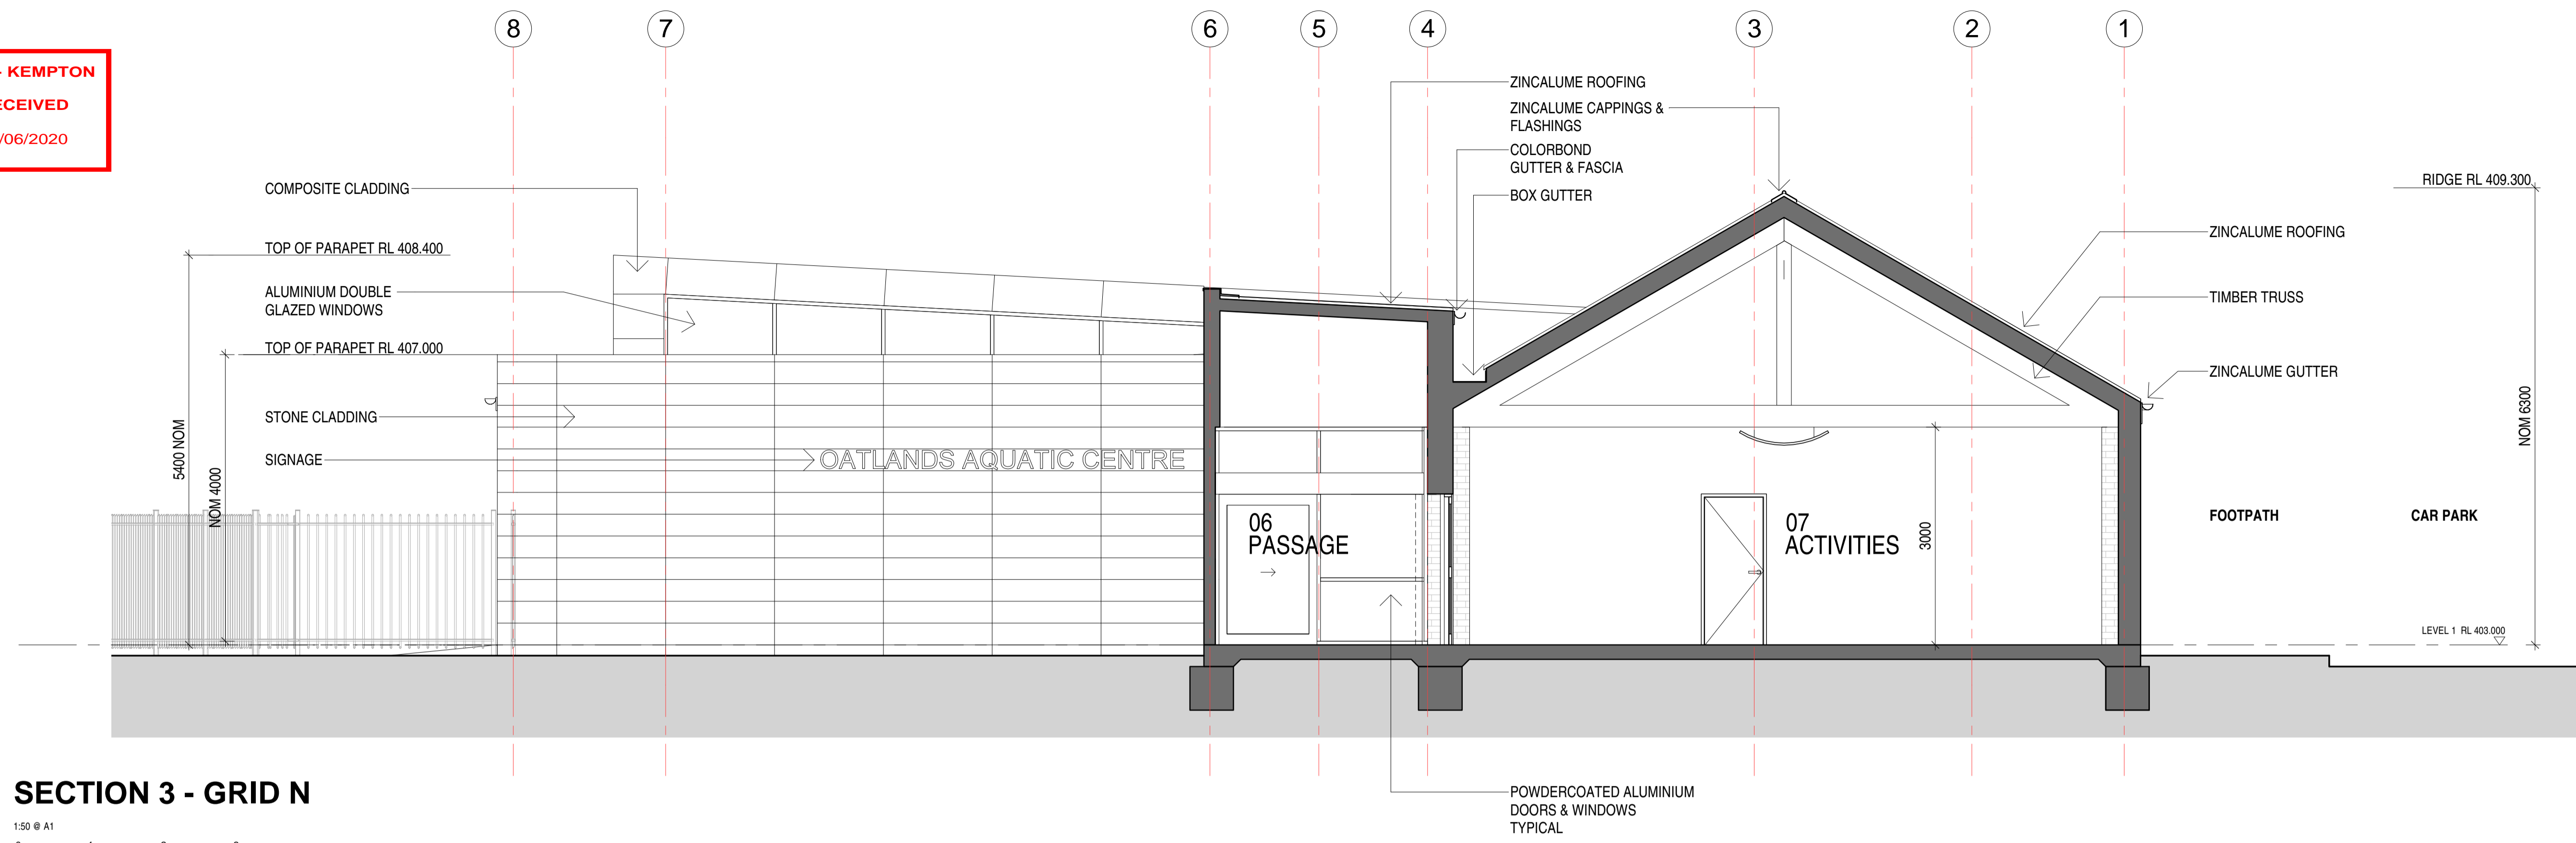 8
7
6
5
4
3
2
1
- KEMPTON
/06/2020
ZINCALUME ROOFING
ZINCALUME CAPPINGS &
FLASHINGS
COLORBOND
GUTTER & FASCIA
BOX GUTTER
COMPOSITE CLADDING
TOP OF PARAPET RL 408.400
ALUMINIUM DOUBLE
GLAZED WINDOWS
TOP OF PARAPET RL 407.000
STONE CLADDING
SIGNAGE
5400 NOM
NOM 4000
OATLANDS AQUATIC CENTRE
06
PASSAGE
07
ACTIVITIES
3000
RIDGE RL 409.300
ZINCALUME ROOFING
TIMBER TRUSS
ZINCALUME GUTTER
NOM 6300
FOOTPATH
CAR PARK
LEVEL 1 RL 403.000
POWDERCOATED ALUMINIUM
DOORS & WINDOWS
TYPICAL
SECTION 3 - GRID N
1:50 @ A1